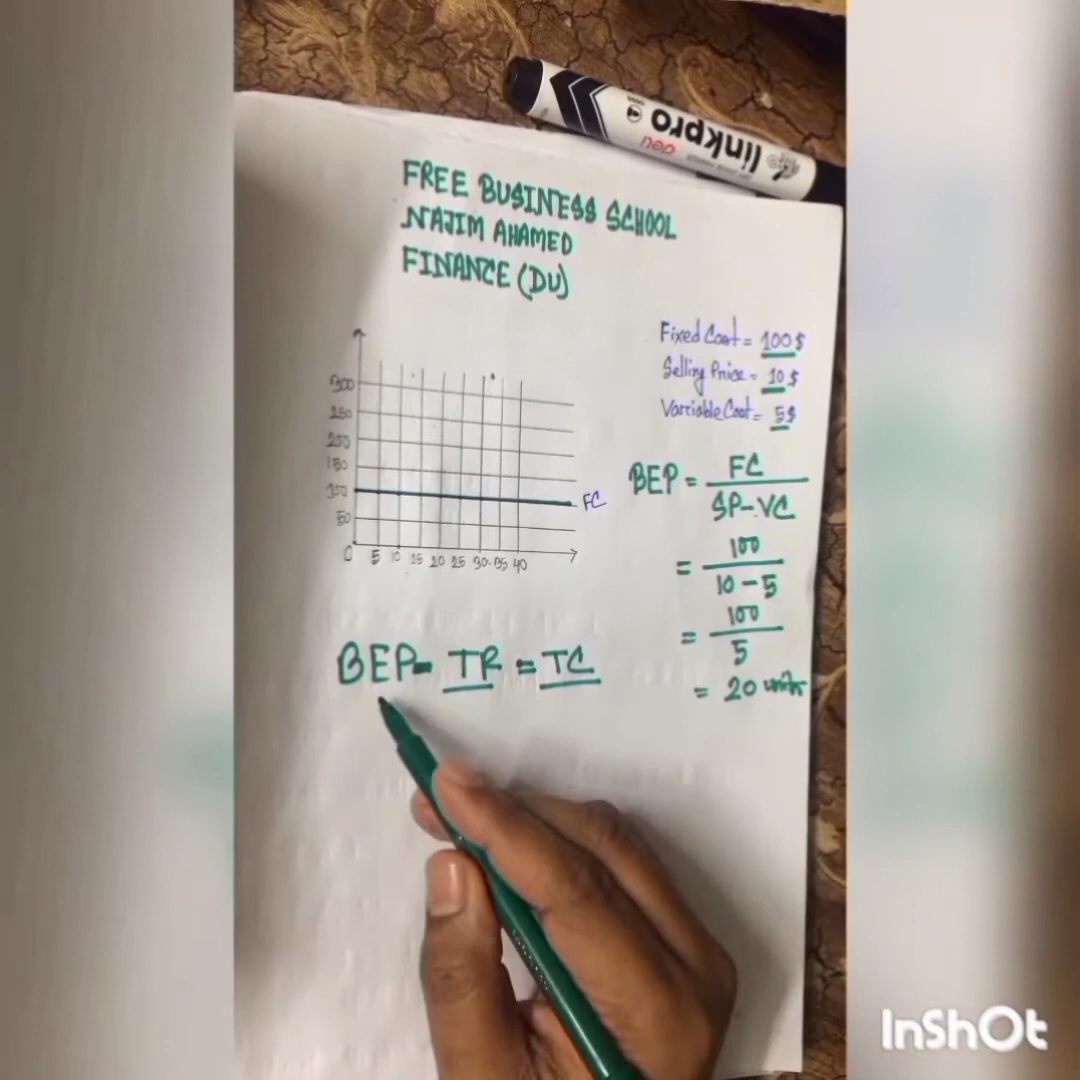 linkpro
FREE BUSINESS SCHOOL
NAJIM AHAMED
FINANCE (DU)
Fixed Cost = 100$
Selling Price = 10$
Variable Cost = 5$
300
250
200
150
100
50
0 5 10 15 20 25 30 35 40
FC
BEP = FC
SP-VC
= 100
10 - 5
= 100
5
= 20 units
BEP- TR = TC
InShOt